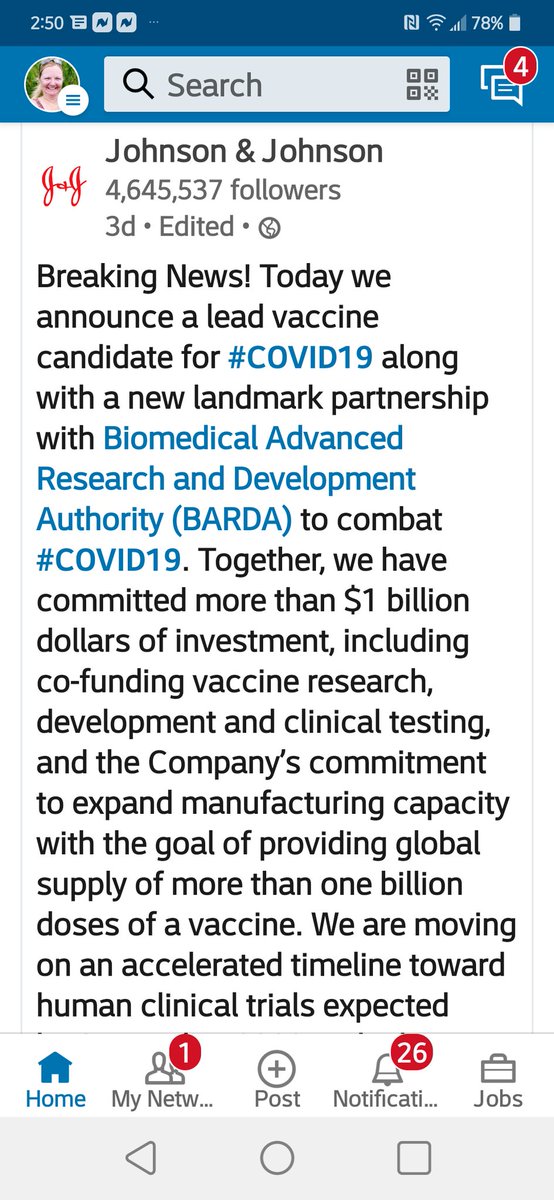 2:50
78%
Search
4
Johnson & Johnson
4,645,537 followers
3d • Edited •
Breaking News! Today we
announce a lead vaccine
candidate for #COVID19 along
with a new landmark partnership
with Biomedical Advanced
Research and Development
Authority (BARDA) to combat
#COVID19. Together, we have
committed more than $1 billion
dollars of investment, including
co-funding vaccine research,
development and clinical testing,
and the Company's commitment
to expand manufacturing capacity
with the goal of providing global
supply of more than one billion
doses of a vaccine. We are moving
on an accelerated timeline toward
human clinical trials expected
1
26
Home
My Netw...
Post
Notificati...
Jobs